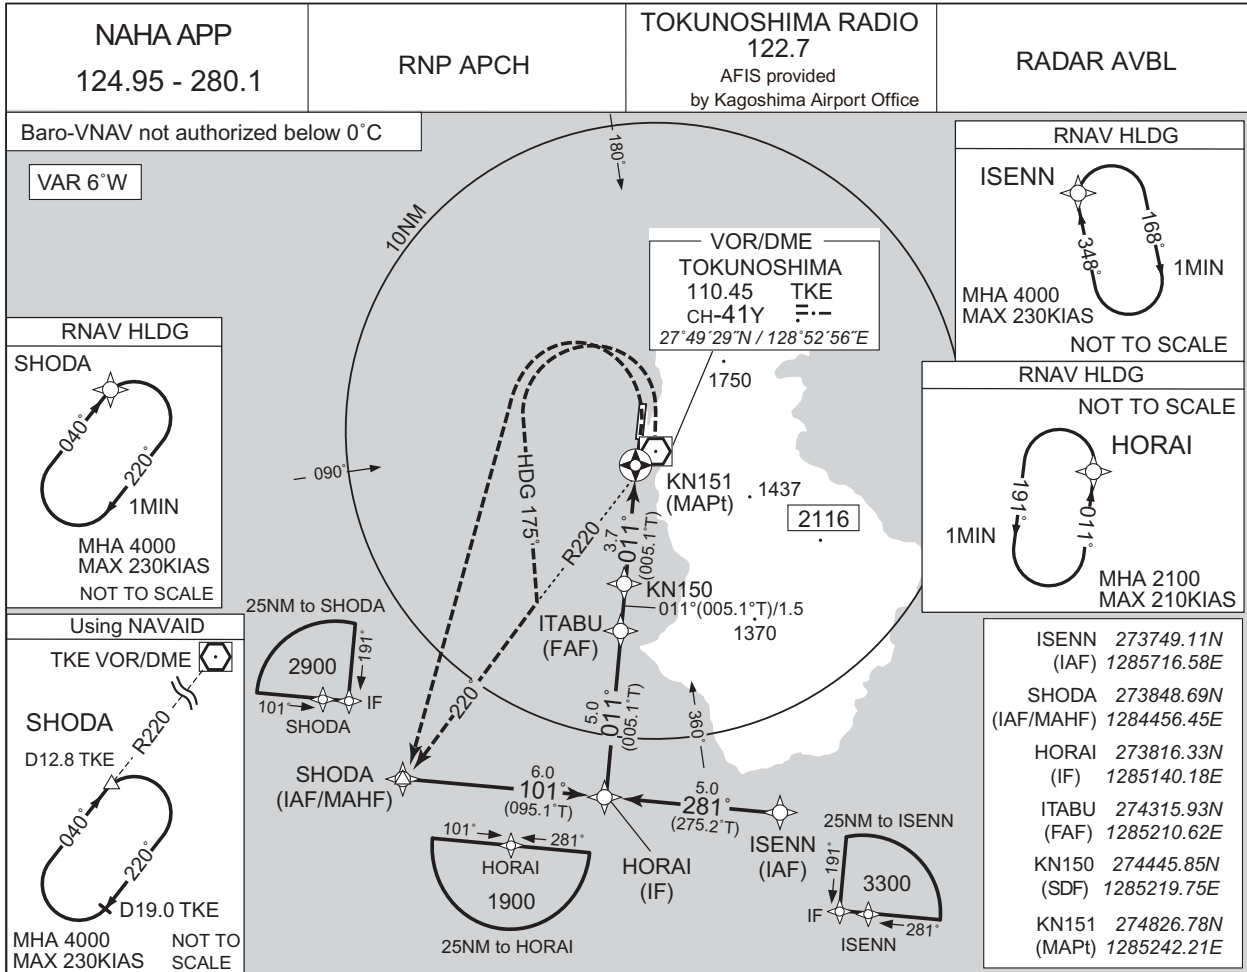 NAHA APP
124.95 - 280.1
RNP APCH
TOKUNOSHIMA RADIO
122.7
AFIS provided
by Kagoshima Airport Office
RADAR AVBL
Baro-VNAV not authorized below 0°C
VAR 6°W
180°
10NM
090°
360°
VOR/DME
TOKUNOSHIMA
110.45 TKE
CH-41Y
27°49´29˝N / 128°52´56˝E
1750
RNAV HLDG
ISENN
348°
168°
1MIN
MHA 4000
MAX 230KIAS
NOT TO SCALE
RNAV HLDG
NOT TO SCALE
HORAI
191°
011°
1MIN
MHA 2100
MAX 210KIAS
RNAV HLDG
SHODA
040°
220°
1MIN
MHA 4000
MAX 230KIAS
NOT TO SCALE
HDG 175°
R220
KN151
(MAPt)
1437
2116
3.7
011°
(005.1°T)
KN150
011°(005.1°T)/1.5
1370
ITABU
(FAF)
5.0
011°
(005.1°T)
220°
25NM to SHODA
2900
191°
101°
IF
SHODA
Using NAVAID
TKE VOR/DME
SHODA
R220
D12.8 TKE
040°
220°
D19.0 TKE
MHA 4000
MAX 230KIAS
NOT TO
SCALE
SHODA
(IAF/MAHF)
6.0
101°
(095.1°T)
5.0
281°
(275.2°T)
HORAI
(IF)
ISENN
(IAF)
101°
281°
HORAI
1900
25NM to HORAI
25NM to ISENN
191°
3300
IF
281°
ISENN
ISENN 273749.11N
(IAF) 1285716.58E
SHODA 273848.69N
(IAF/MAHF) 1284456.45E
HORAI 273816.33N
(IF) 1285140.18E
ITABU 274315.93N
(FAF) 1285210.62E
KN150 274445.85N
(SDF) 1285219.75E
KN151 274826.78N
(MAPt) 1285242.21E